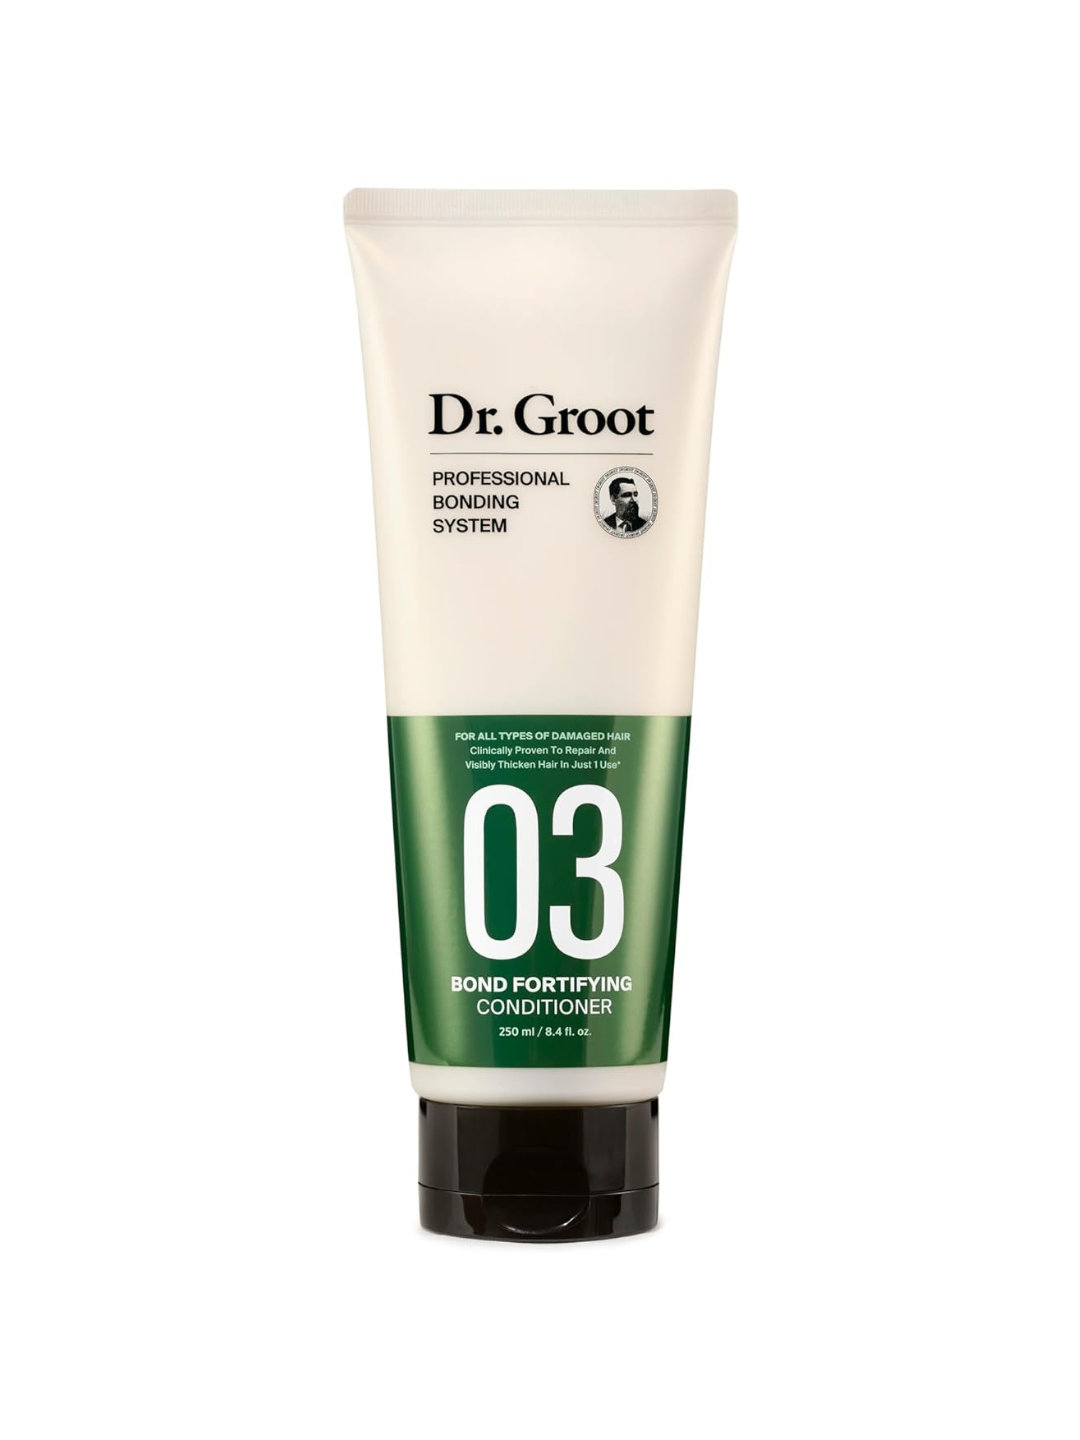 Dr. Groot
PROFESSIONAL
BONDING
SYSTEM
FOR ALL TYPES OF DAMAGED HAIR
Clinically Proven To Repair And
Visibly Thicken Hair In Just 1 Use*
03
BOND FORTIFYING
CONDITIONER
250 ml / 8.4 fl. oz.